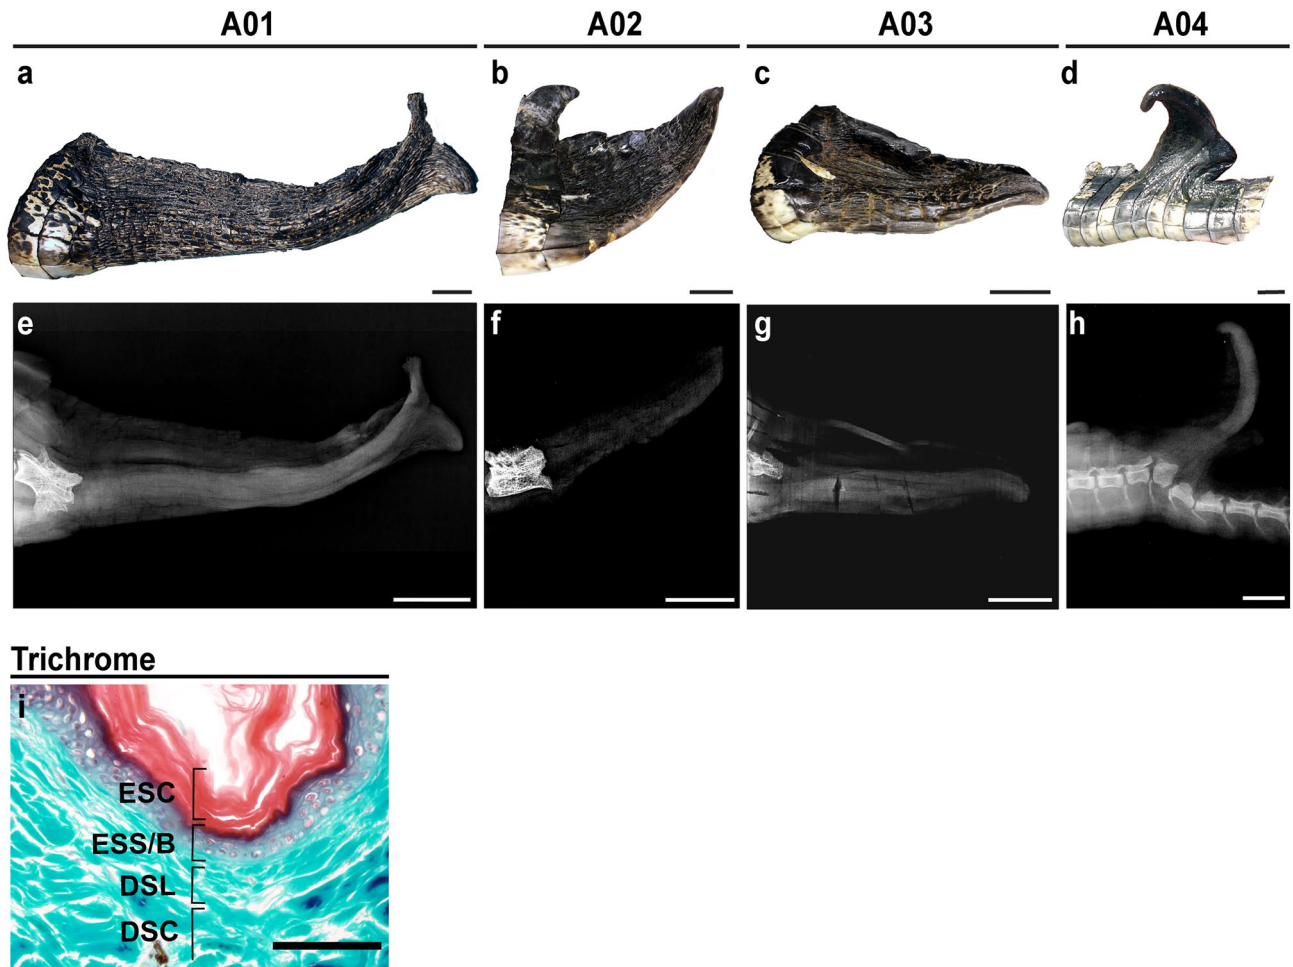 A01 A02 A03 A04
a b c d
e f g h
Trichrome
i
ESC
ESS/B
DSL
DSC